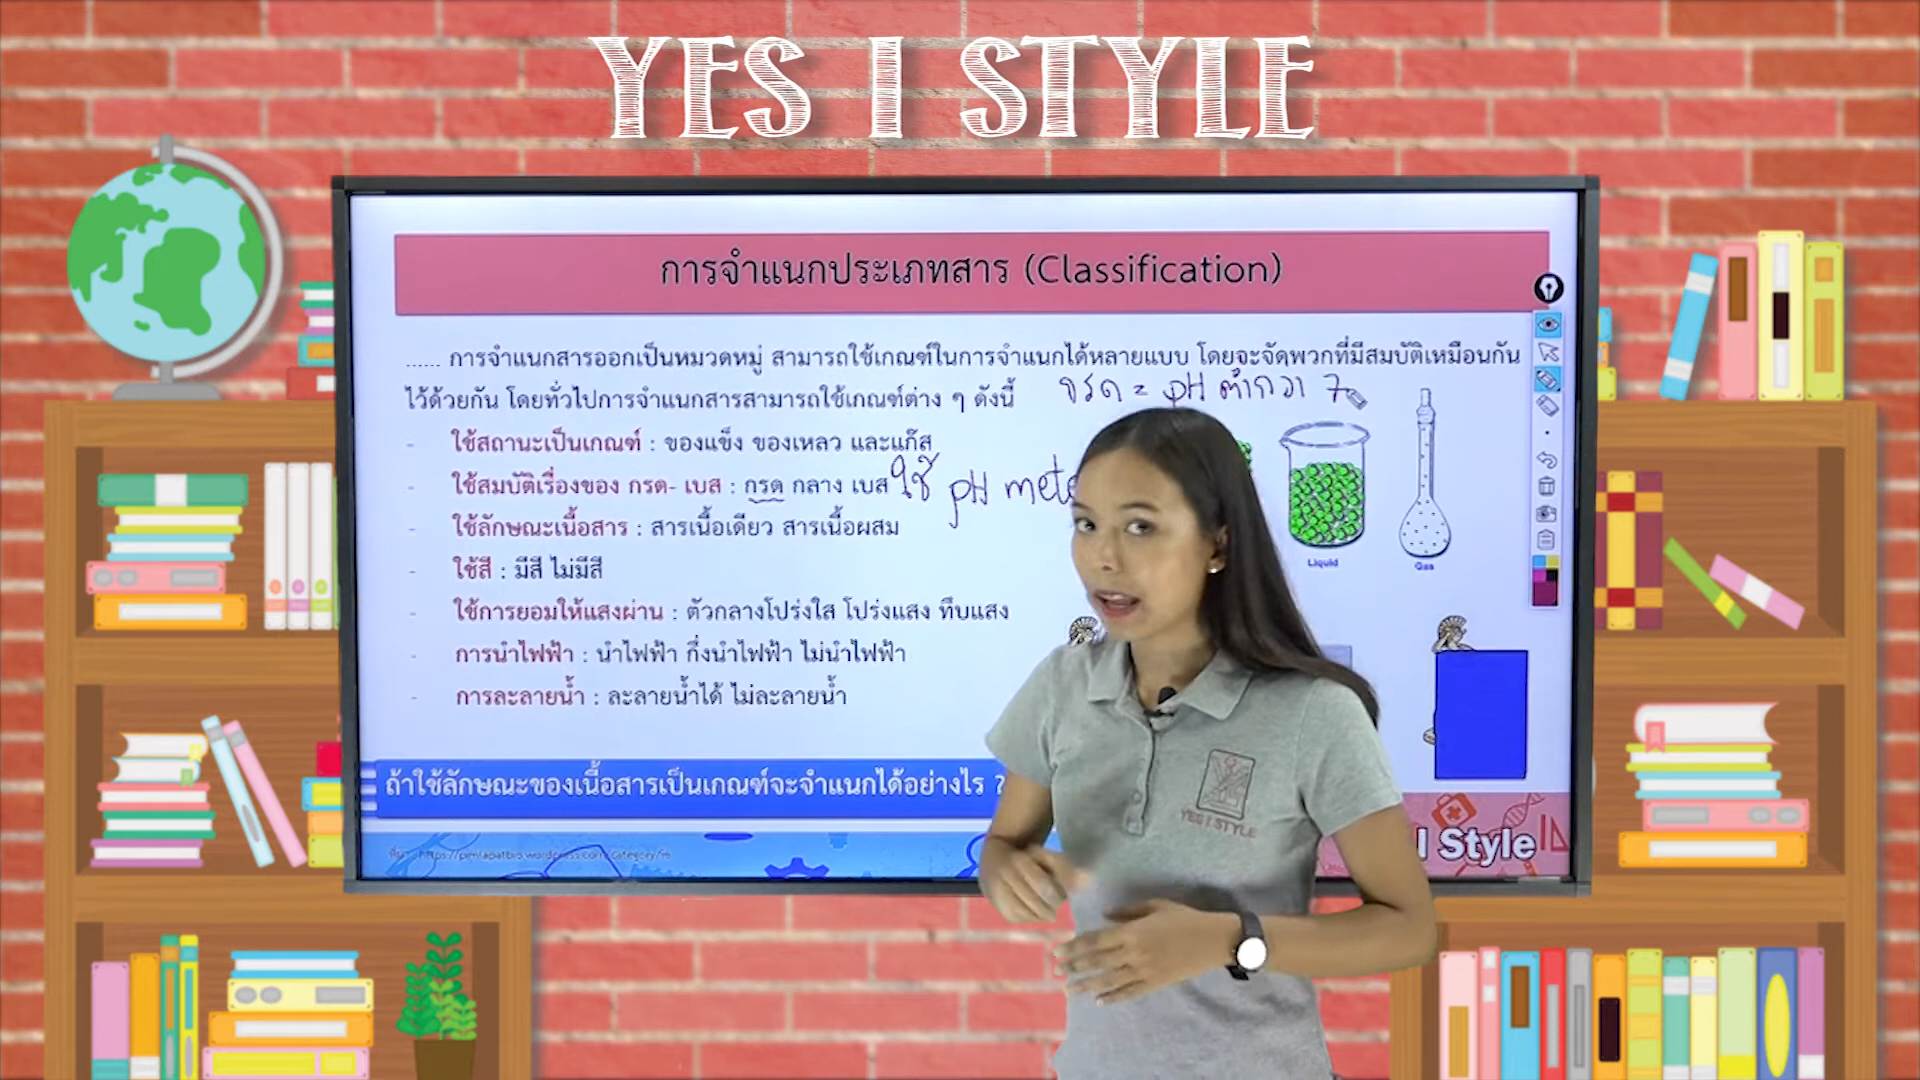 YES I STYLE
การจำแนกประเภทสาร (Classification)
...... การจำแนกสารออกเป็นหมวดหมู่ สามารถใช้เกณฑ์ในการจำแนกได้หลายแบบ โดยจะจัดพวกที่มีสมบัติเหมือนกัน
ไว้ด้วยกัน โดยทั่วไปการจำแนกสารสามารถใช้เกณฑ์ต่าง ๆ ดังนี้
กรด = pH ต่ำกว่า 7
- ใช้สถานะเป็นเกณฑ์ : ของแข็ง ของเหลว และแก๊ส
- ใช้สมบัติเรื่องของ กรด- เบส : กรด กลาง เบส
ใช้ pH mete
- ใช้ลักษณะเนื้อสาร : สารเนื้อเดียว สารเนื้อผสม
- ใช้สี : มีสี ไม่มีสี
- ใช้การยอมให้แสงผ่าน : ตัวกลางโปร่งใส โปร่งแสง ทึบแสง
- การนำไฟฟ้า : นำไฟฟ้า กึ่งนำไฟฟ้า ไม่นำไฟฟ้า
- การละลายน้ำ : ละลายน้ำได้ ไม่ละลายน้ำ
Liquid
Gas
ถ้าใช้ลักษณะของเนื้อสารเป็นเกณฑ์จะจำแนกได้อย่างไร ?
YES I STYLE
I Style